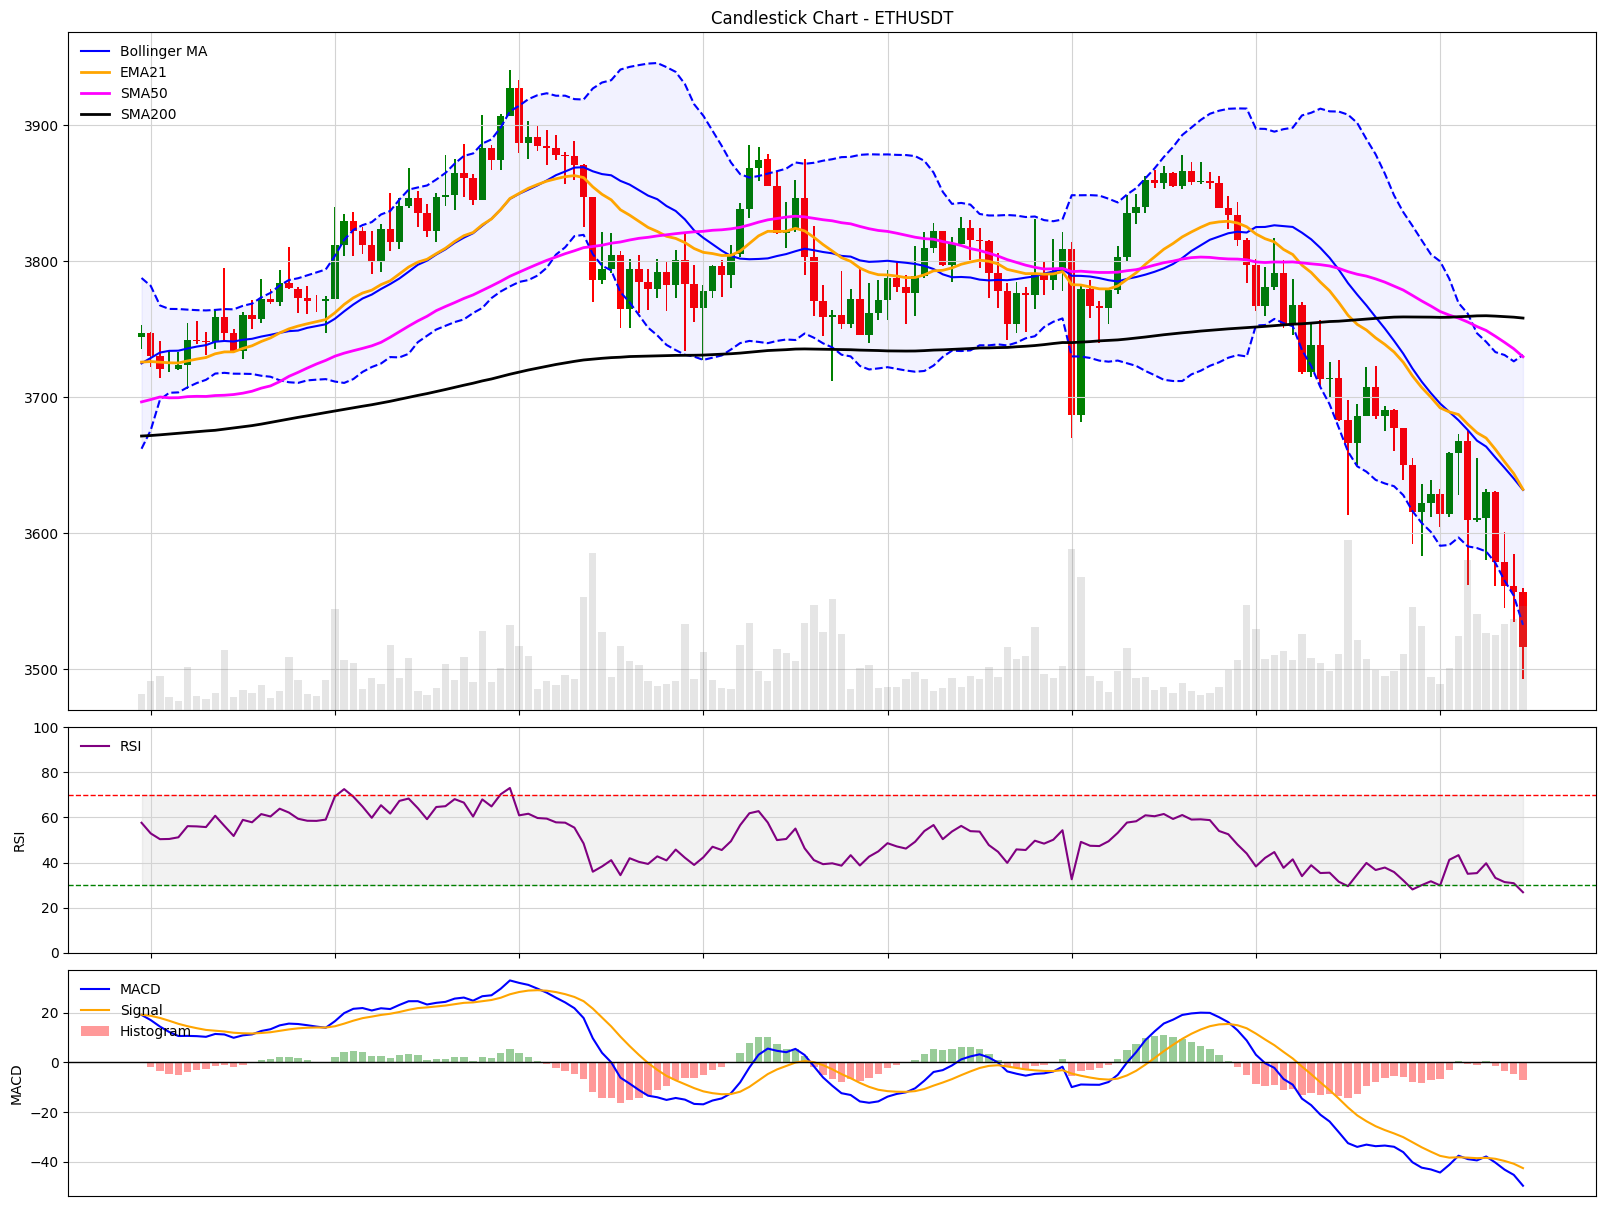 Candlestick Chart - ETHUSDT
Bollinger MA
EMA21
SMA50
SMA200
3900
3800
3700
3600
3500
RSI
100
80
60
40
20
0
RSI
MACD
Signal
Histogram
20
0
−20
−40
MACD